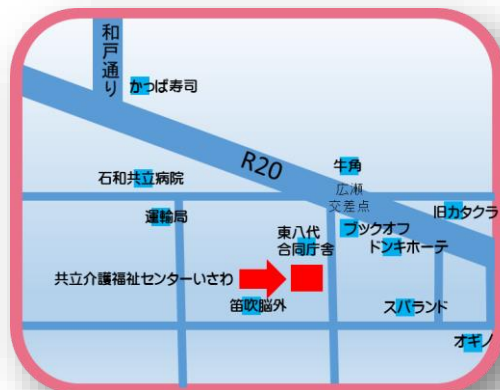 和戸通り
かっぱ寿司
R20
牛角
石和共立病院
広瀬
交差点
旧カタクラ
運輸局
ブックオフ
東八代
合同庁舎
ドンキホーテ
共立介護福祉センターいさわ
笛吹脳外
スパランド
オギノ